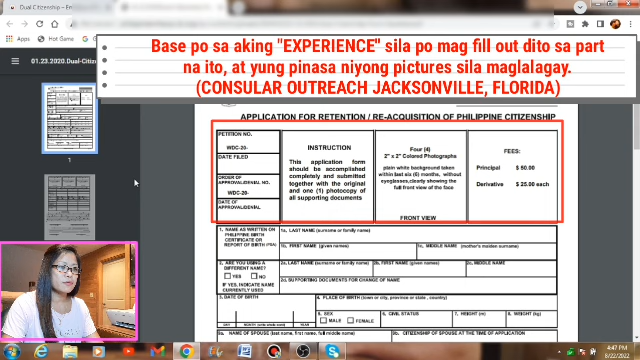 Dual Citizenship – En
Apps
Hot Game
Base po sa aking "EXPERIENCE" sila po mag fill out dito sa part
na ito, at yung pinasa niyong pictures sila maglalagay.
(CONSULAR OUTREACH JACKSONVILLE, FLORIDA)
01.23.2020.Dual-Citiz
1
APPLICATION FOR RETENTION / RE-ACQUISITION OF PHILIPPINE CITIZENSHIP
PETITION NO.
WDC-20-
DATE FILED
ORDER OF
APPROVAL/DENIAL NO.
WDC-20-
DATE OF
APPROVAL/DENIAL
INSTRUCTION
This application form
should be accomplished
completely and submitted
together with the original
and one (1) photocopy of
all supporting documents
Four (4)
2" x 2" Colored Photographs
plain white background taken
within last six (6) months, without
eyeglasses, clearly showing the
full front view of the face
FRONT VIEW
FEES:
Principal $ 50.00
Derivative $ 25.00 each
1. NAME AS WRITTEN ON
PHILIPPINE BIRTH
CERTIFICATE OR
REPORT OF BIRTH (PSA)
1a. LAST NAME (surname or family name)
1b. FIRST NAME (given names)
1c. MIDDLE NAME (mother's maiden surname)
2. ARE YOU USING A
DIFFERENT NAME?
YES NO
IF YES, INDICATE NAME
CURRENTLY USED
2a. LAST NAME (surname or family name)
2b. FIRST NAME (given names)
2c. MIDDLE NAME
2d. SUPPORTING DOCUMENTS FOR CHANGE OF NAME
3. DATE OF BIRTH
4. PLACE OF BIRTH (town or city, province or state , country)
5. SEX
MALE FEMALE
6. CIVIL STATUS
7. HEIGHT (m)
8. WEIGHT (kg)
DAY MONTH (write whole word) YEAR
9a. NAME OF SPOUSE (last name, first name, full middle name)
9b. CITIZENSHIP OF SPOUSE AT THE TIME OF APPLICATION
4:47 PM
8/22/2022